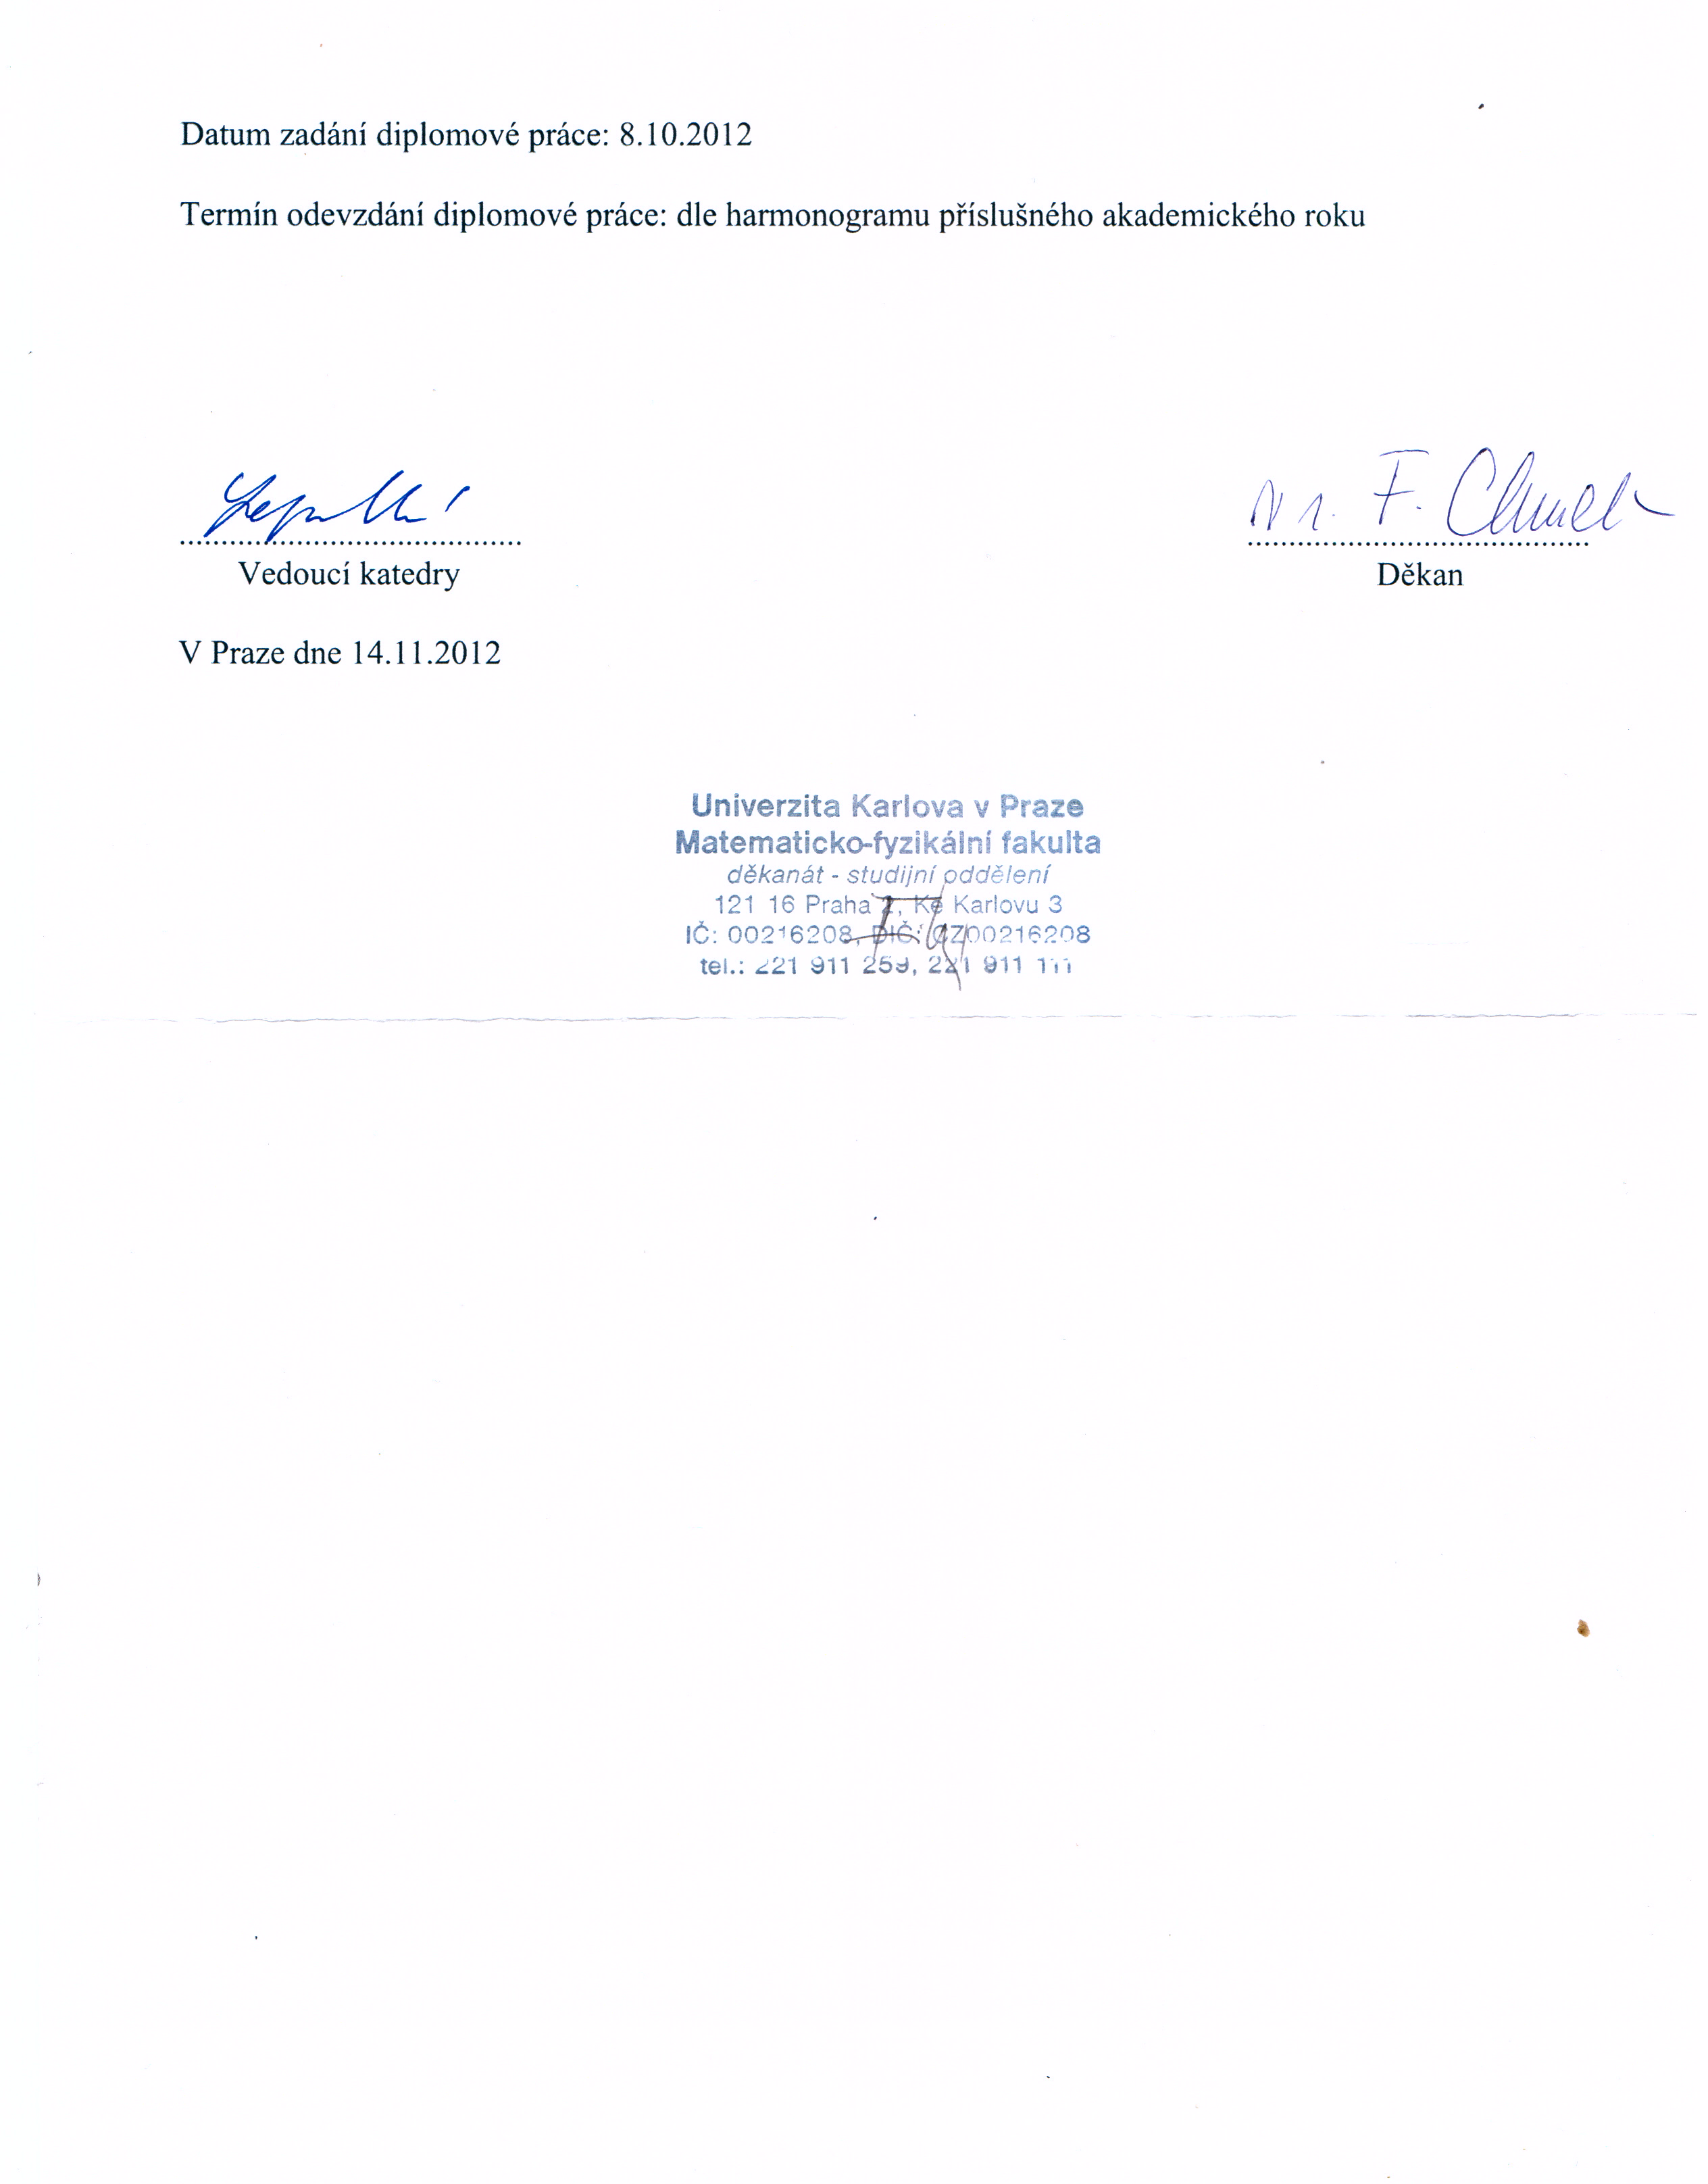 Datum zadání diplomové práce: 8.10.2012
Termín odevzdání diplomové práce: dle harmonogramu příslušného akademického roku
F.
Vedoucí katedry
Děkan
V Praze dne 14.11.2012
Univerzita Karlova v Praze
Matematicko-fyzikální fakulta
děkanát - studijní oddělení
121 16 Praha 2, Ke Karlovu 3
IČ: 00216208, DIČ: CZ00216208
tel.: 221 911 259, 221 911 111